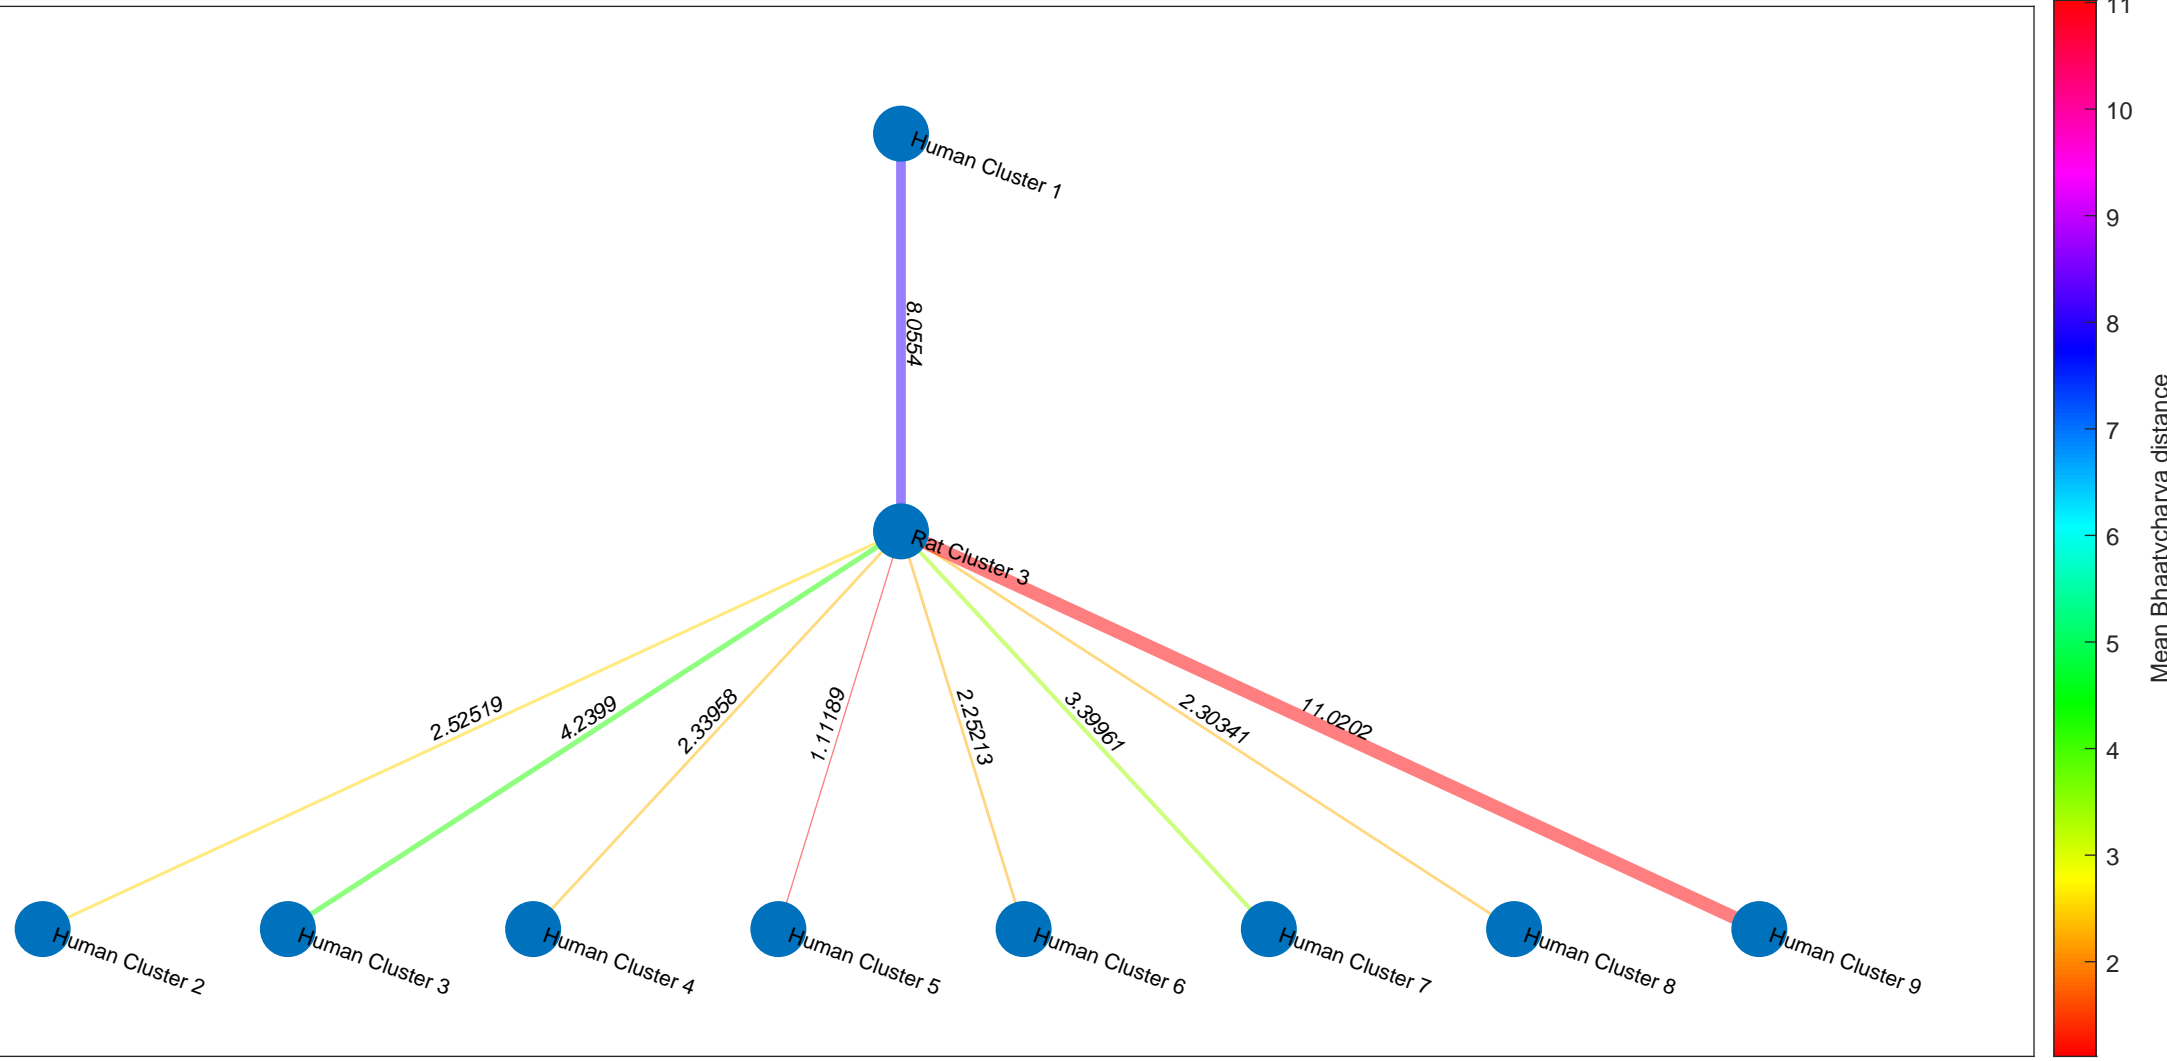 11
10
9
8
7
6
5
4
3
2
Mean Bhaatycharya distance
Human Cluster 1
8.0554
Rat Cluster 3
2.52519
4.2399
2.33958
1.11189
2.25213
3.39961
2.30341
11.0202
Human Cluster 2
Human Cluster 3
Human Cluster 4
Human Cluster 5
Human Cluster 6
Human Cluster 7
Human Cluster 8
Human Cluster 9